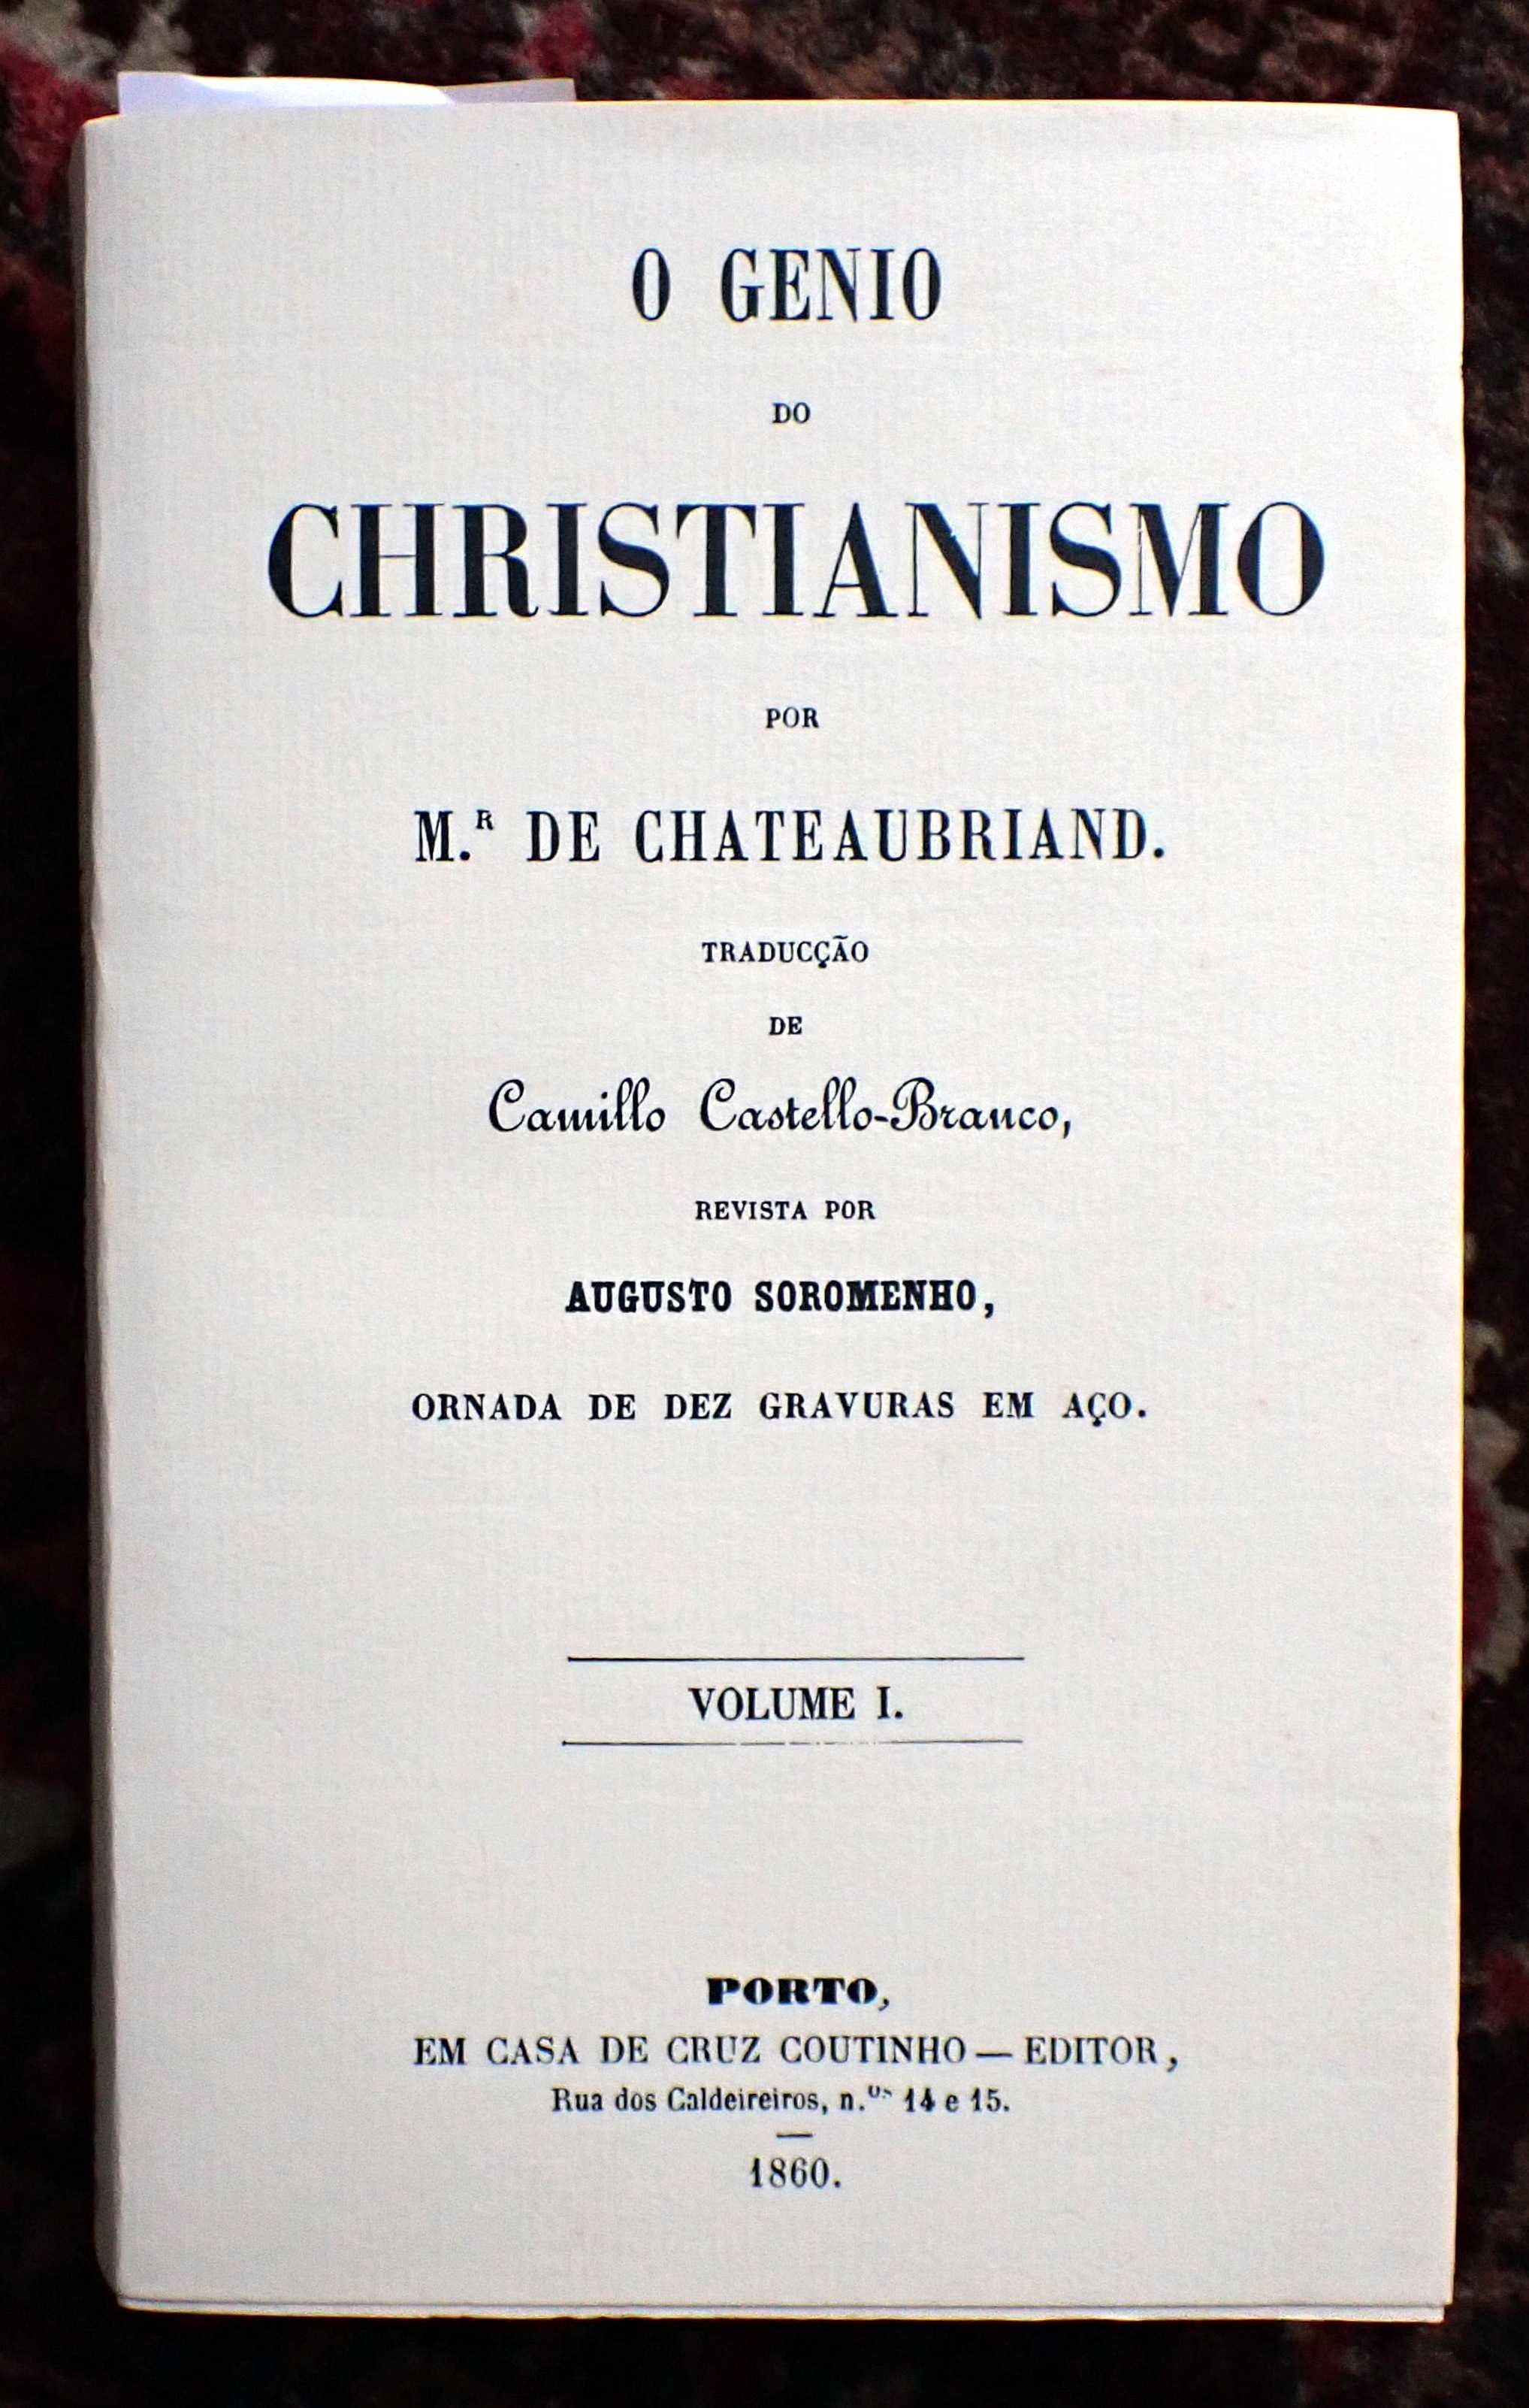 O GENIO
DO
CHRISTIANISMO
POR
M.ᴿ DE CHATEAUBRIAND.
TRADUCÇÃO
DE
Camillo Castello-Branco,
REVISTA POR
AUGUSTO SOROMENHO,
ORNADA DE DEZ GRAVURAS EM AÇO.
VOLUME I.
PORTO,
EM CASA DE CRUZ COUTINHO — EDITOR,
Rua dos Caldeireiros, n.ᵒˢ 14 e 15.
1860.